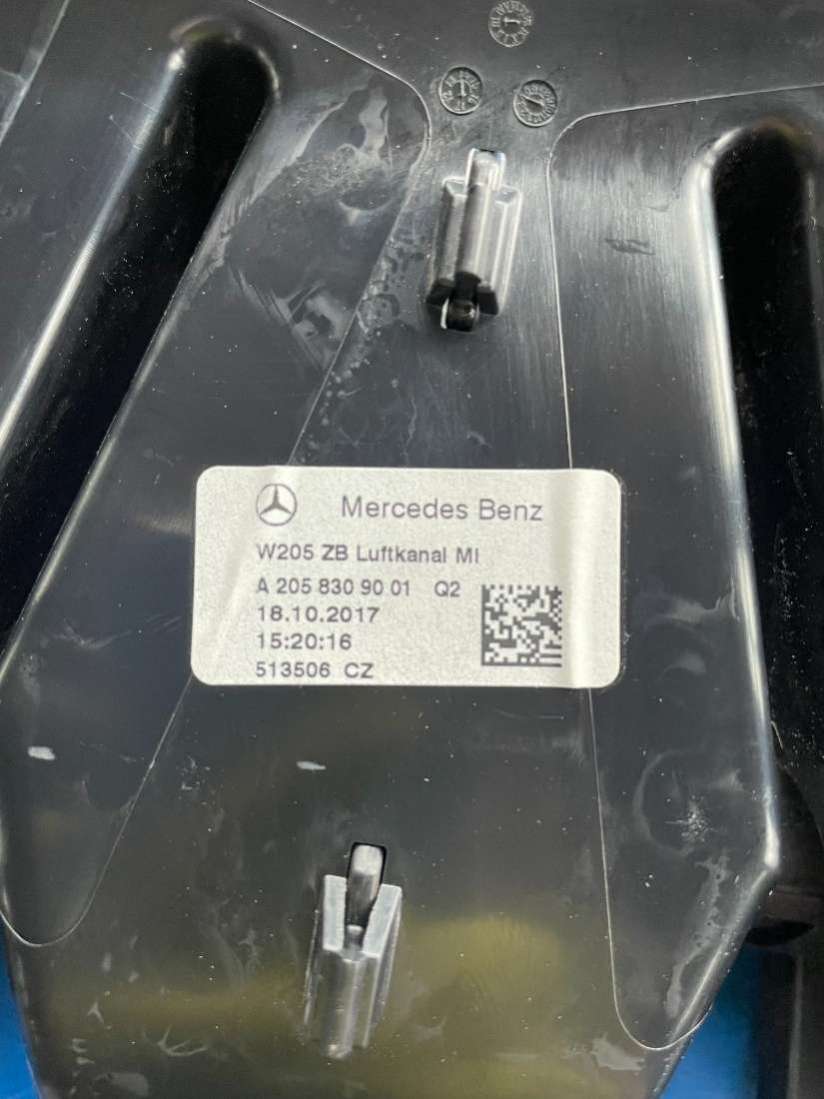 Mercedes Benz
W205 ZB Luftkanal MI
A 205 830 90 01 Q2
18.10.2017
15:20:16
513506 CZ